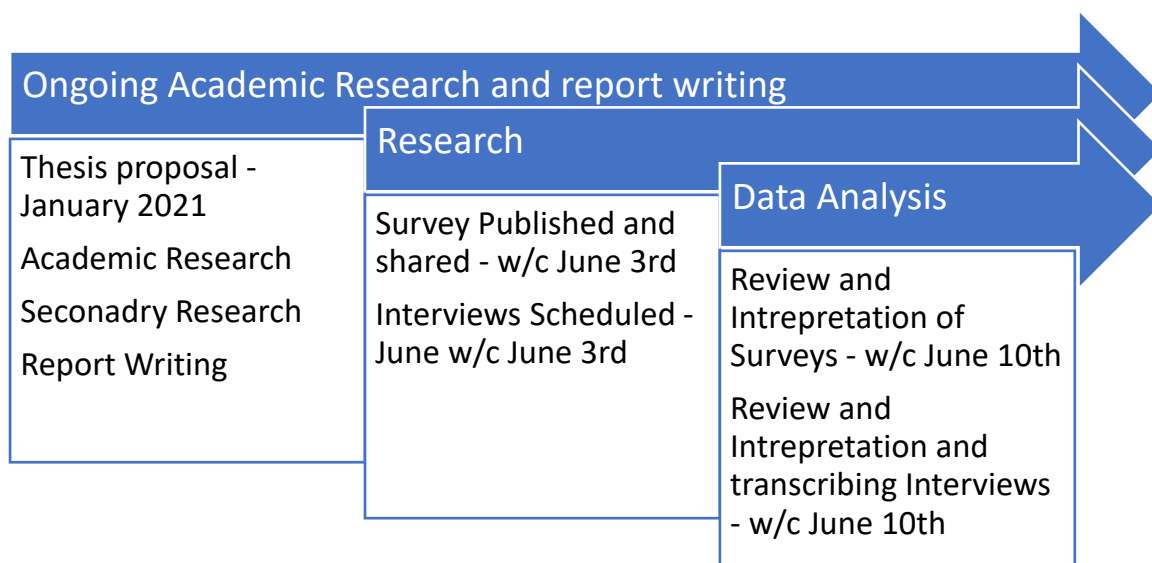 Ongoing Academic Research and report writing
Thesis proposal -
January 2021
Academic Research
Seconadry Research
Report Writing
Research
Survey Published and
shared - w/c June 3rd
Interviews Scheduled -
June w/c June 3rd
Data Analysis
Review and
Intrepretation of
Surveys - w/c June 10th
Review and
Intrepretation and
transcribing Interviews
- w/c June 10th